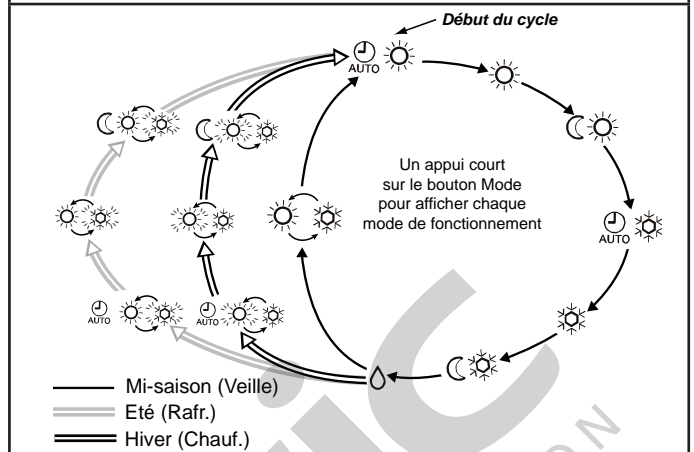 Début du cycle
AUTO
Un appui court
sur le bouton Mode
pour afficher chaque
mode de fonctionnement
AUTO
AUTO
AUTO
Mi-saison (Veille)
Eté (Rafr.)
Hiver (Chauf.)